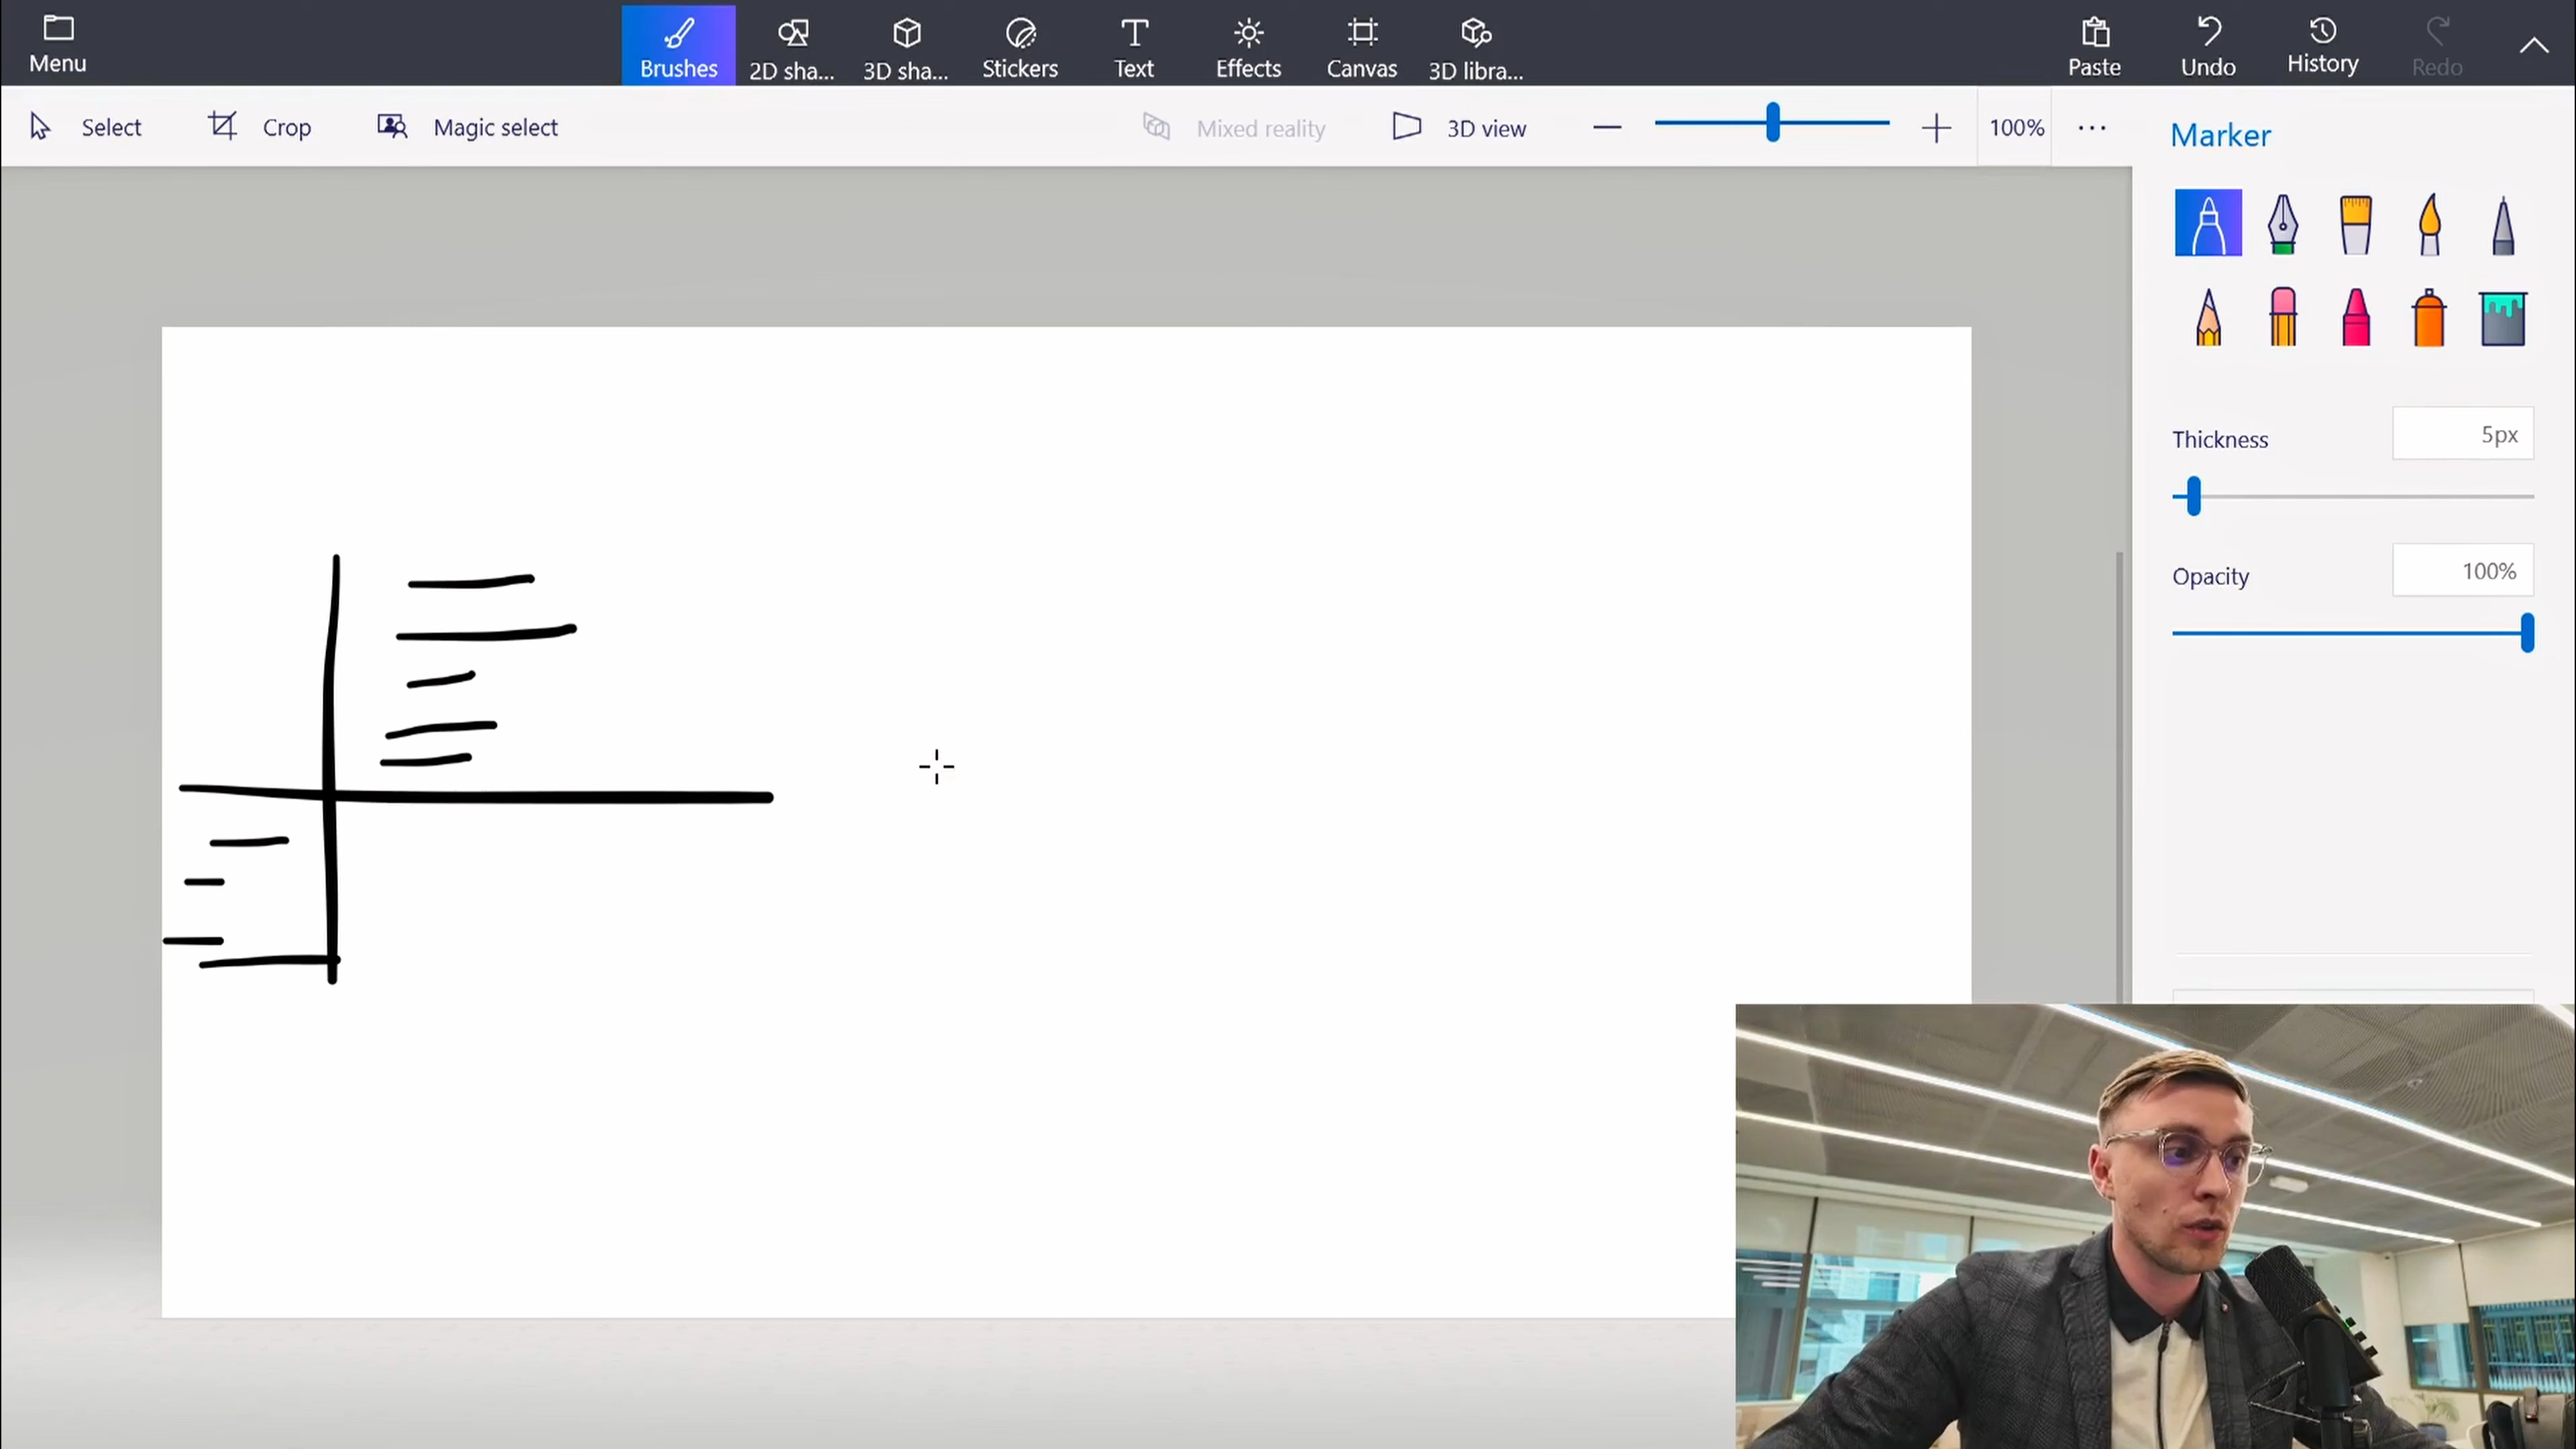 Menu
Brushes
2D sha...
3D sha...
Stickers
Text
Effects
Canvas
3D libra...
Paste
Undo
History
Redo
Select
Crop
Magic select
Mixed reality
3D view
100%
Marker
Thickness
5px
Opacity
100%